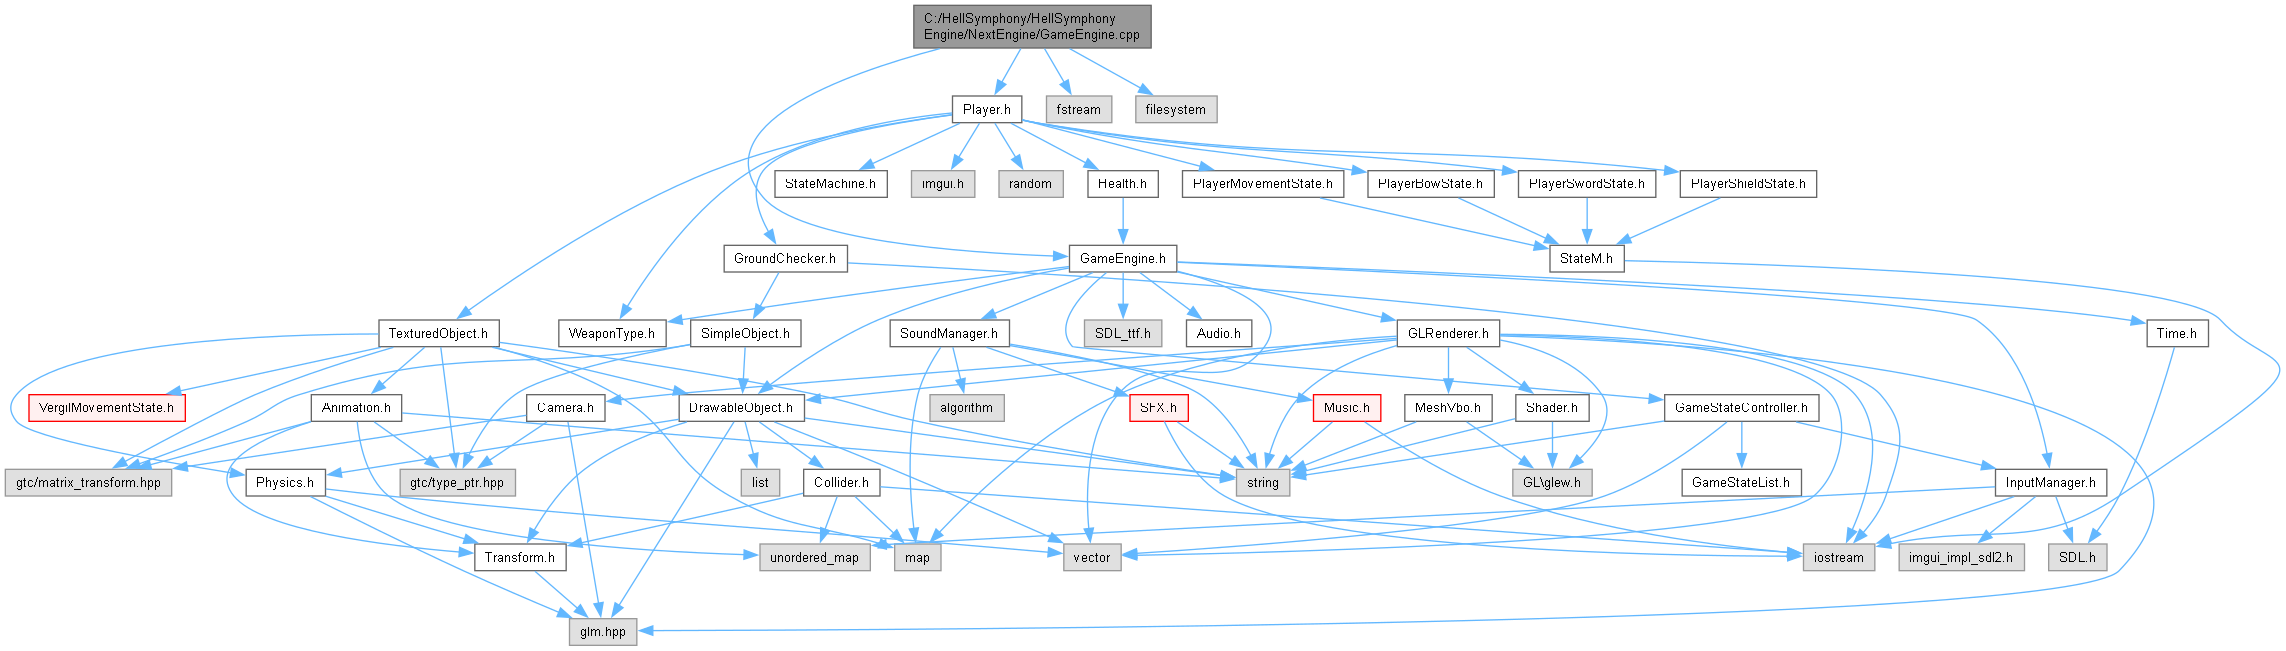 C:/HellSymphony/HellSymphony
Engine/NextEngine/GameEngine.cpp
Player.h
fstream
filesystem
StateMachine.h
imgui.h
random
Health.h
PlayerMovementState.h
PlayerBowState.h
PlayerSwordState.h
PlayerShieldState.h
GroundChecker.h
GameEngine.h
StateM.h
TexturedObject.h
WeaponType.h
SimpleObject.h
SoundManager.h
SDL_ttf.h
Audio.h
GLRenderer.h
Time.h
VergilMovementState.h
Animation.h
Camera.h
DrawableObject.h
algorithm
SFX.h
Music.h
MeshVbo.h
Shader.h
GameStateController.h
gtc/matrix_transform.hpp
Physics.h
gtc/type_ptr.hpp
list
Collider.h
string
GL\glew.h
GameStateList.h
InputManager.h
Transform.h
unordered_map
map
vector
iostream
imgui_impl_sdl2.h
SDL.h
glm.hpp